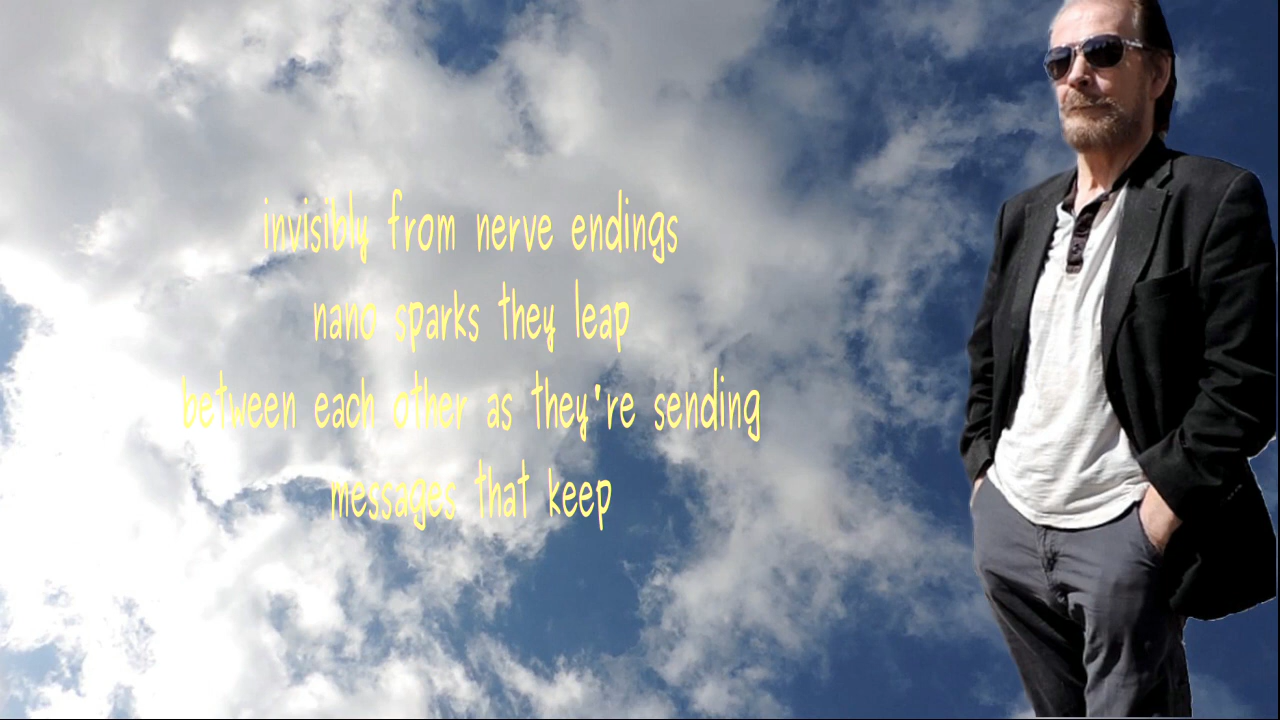 invisibly from nerve endings
nano sparks they leap
between each other as they're sending
messages that keep